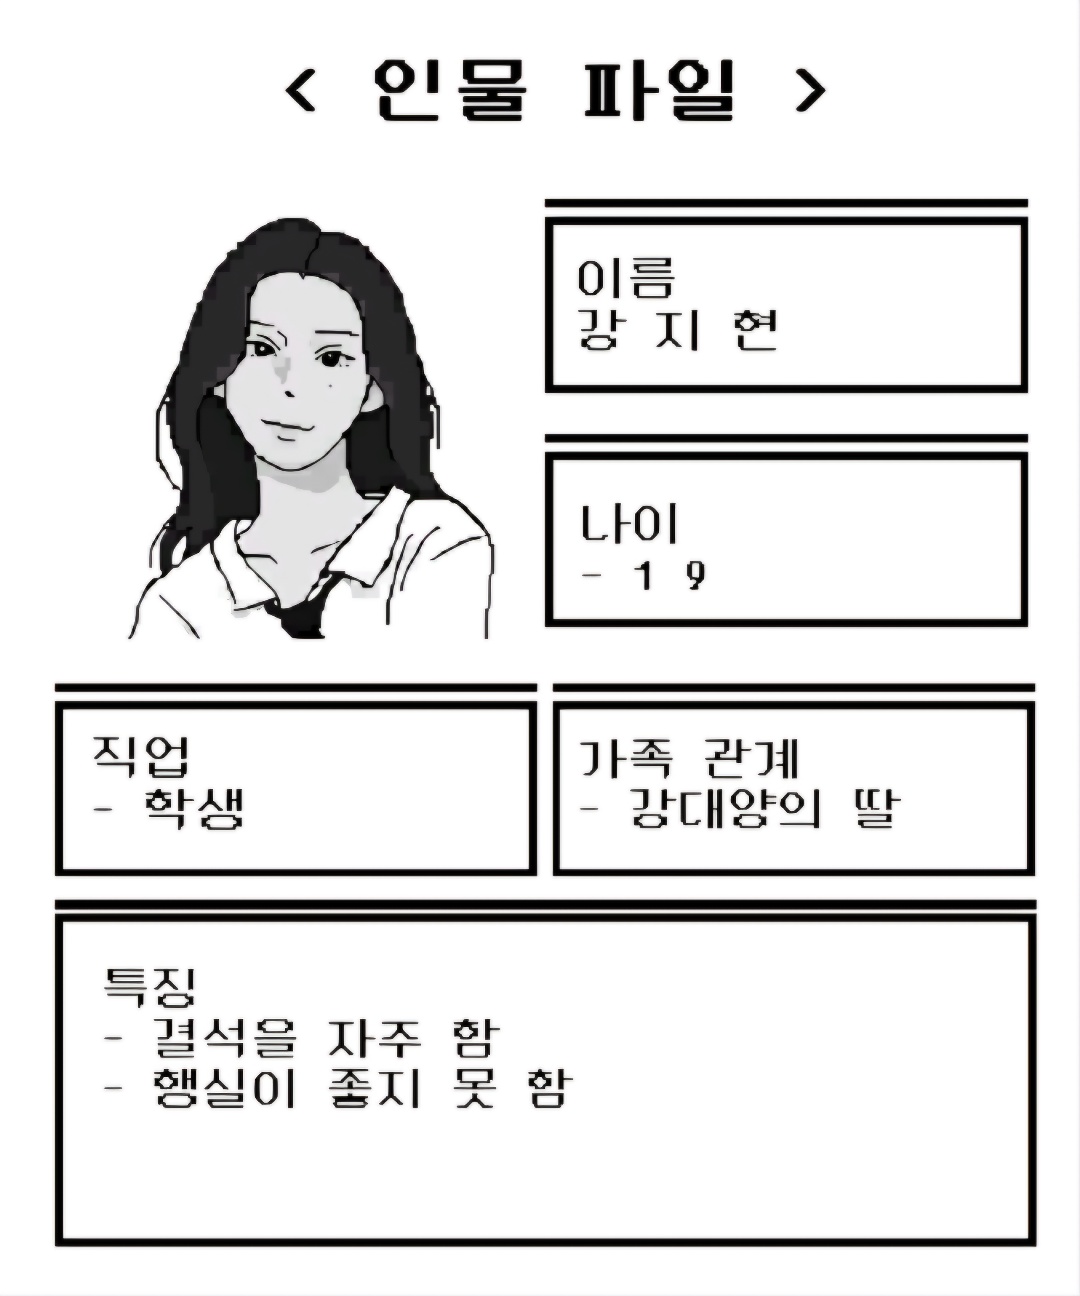 < 인물 파일 >
이름
강 지 현
나이
- 1 9
직업
- 학생
가족 관계
- 강대양의 딸
특징
- 결석을 자주 함
- 행실이 좋지 못 함